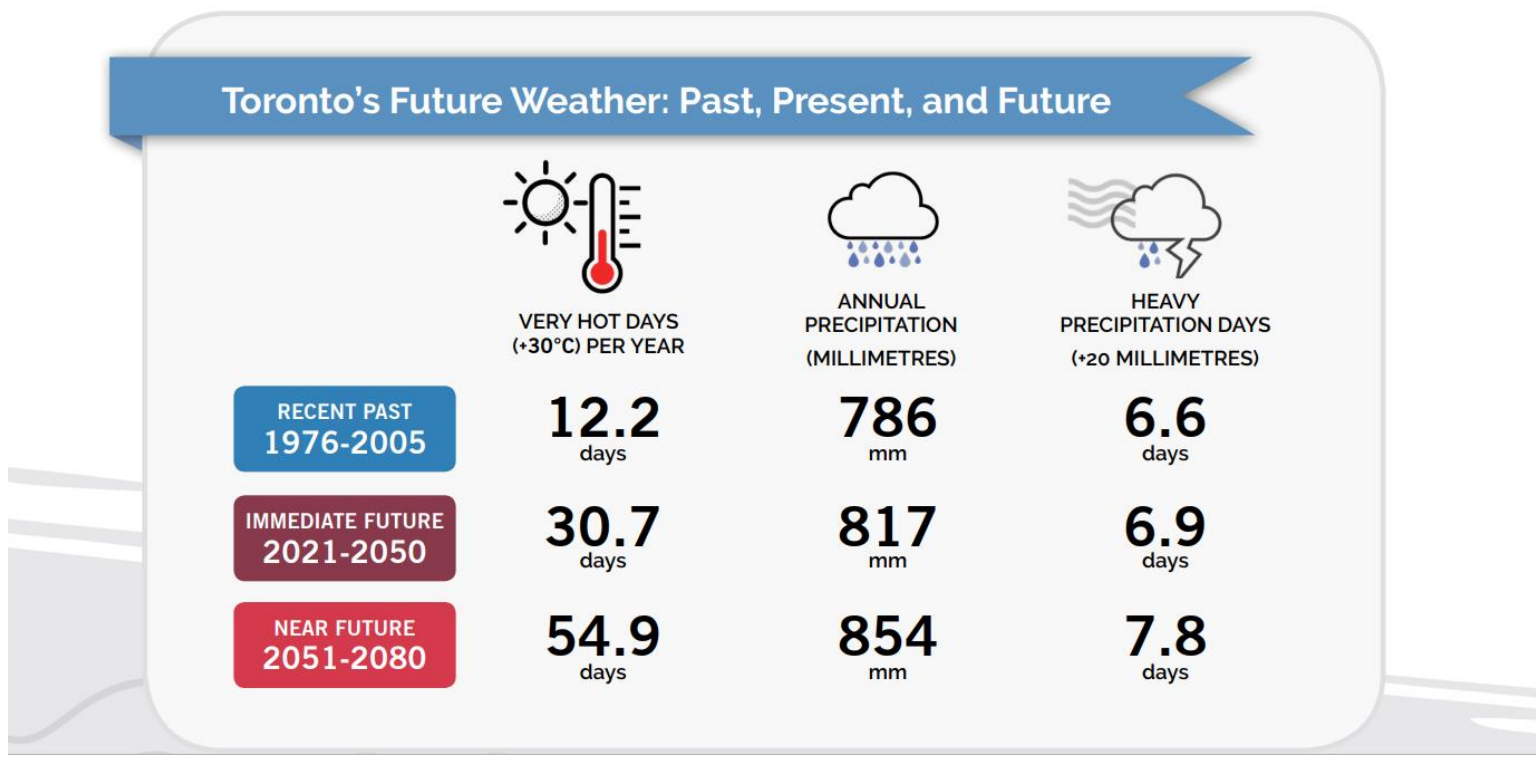 Toronto's Future Weather: Past, Present, and Future
VERY HOT DAYS
(+30°C) PER YEAR
ANNUAL
PRECIPITATION
(MILLIMETRES)
HEAVY
PRECIPITATION DAYS
(+20 MILLIMETRES)
RECENT PAST
1976-2005
12.2
days
786
mm
6.6
days
IMMEDIATE FUTURE
2021-2050
30.7
days
817
mm
6.9
days
NEAR FUTURE
2051-2080
54.9
days
854
mm
7.8
days